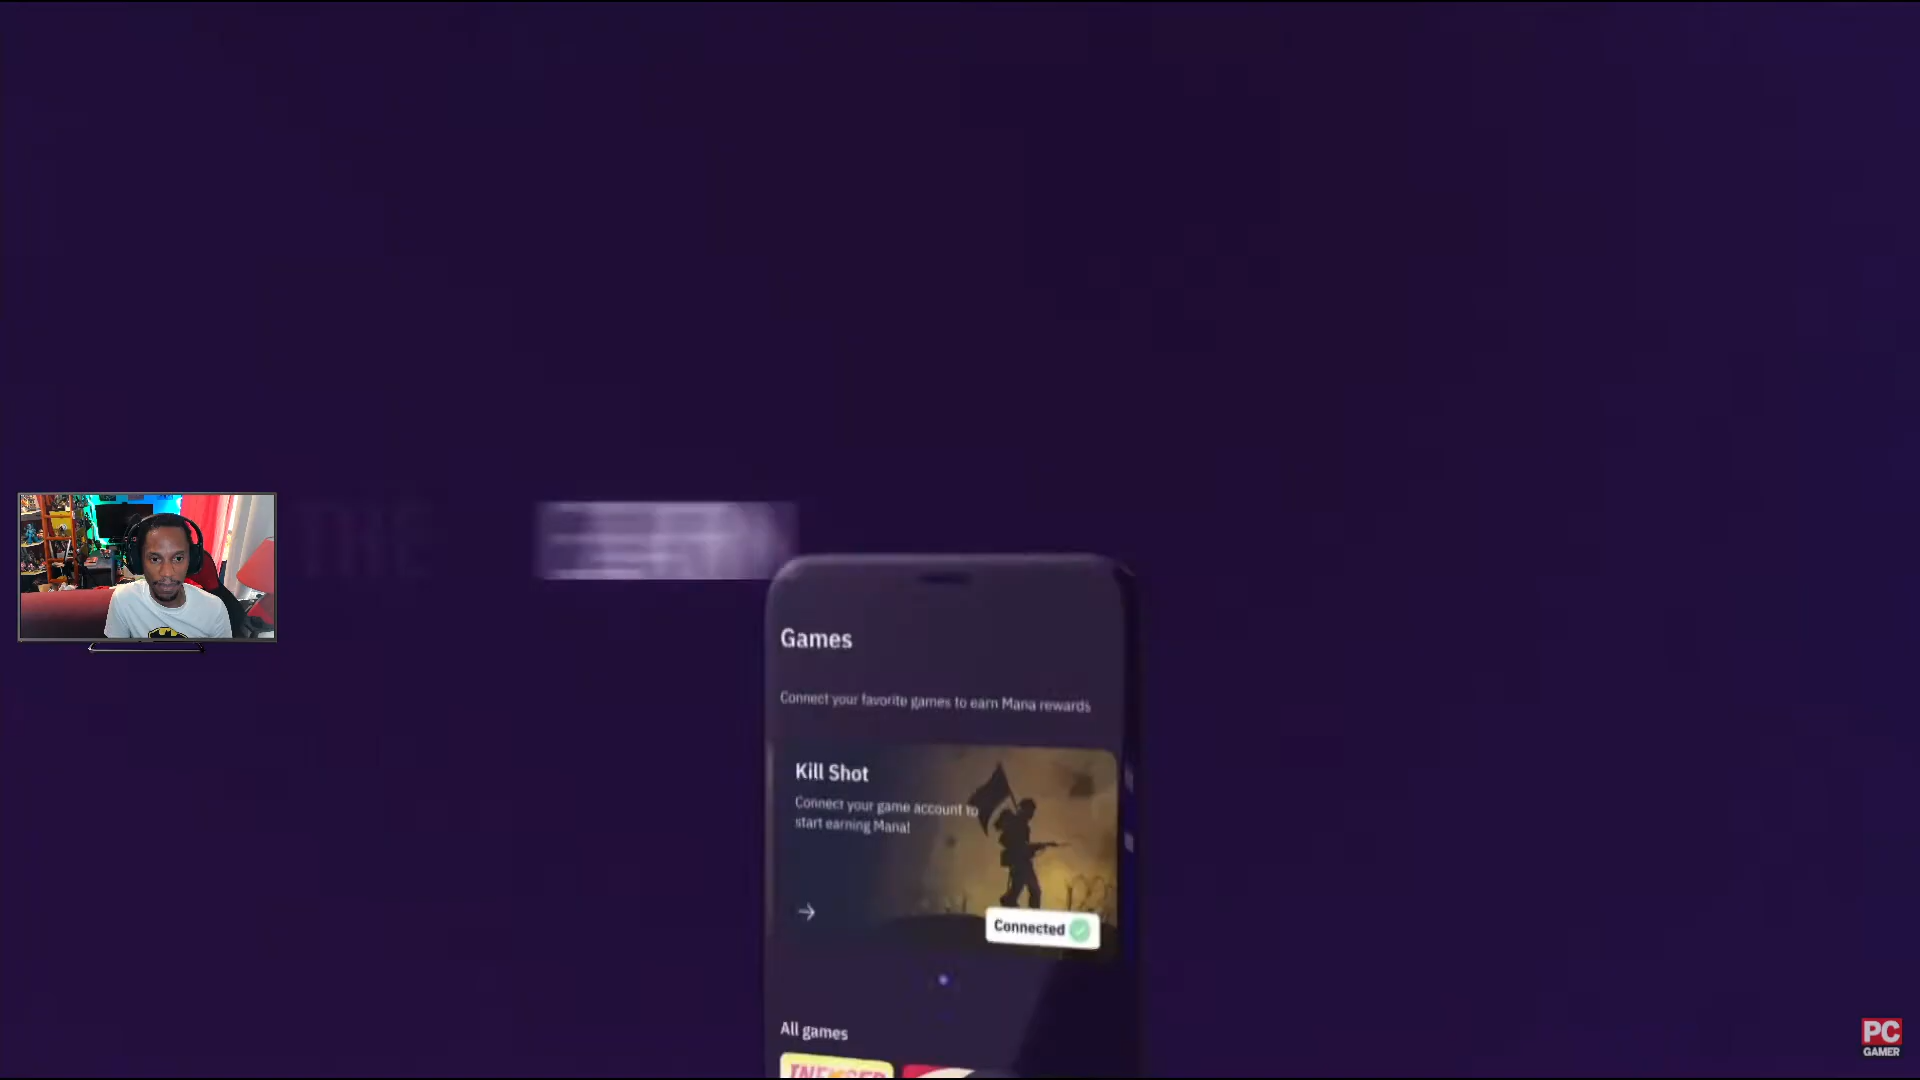 THE
Games
Connect your favorite games to earn Mana rewards
Kill Shot
Connect your game account to
start earning Mana!
Connected
All games
PC
GAMER